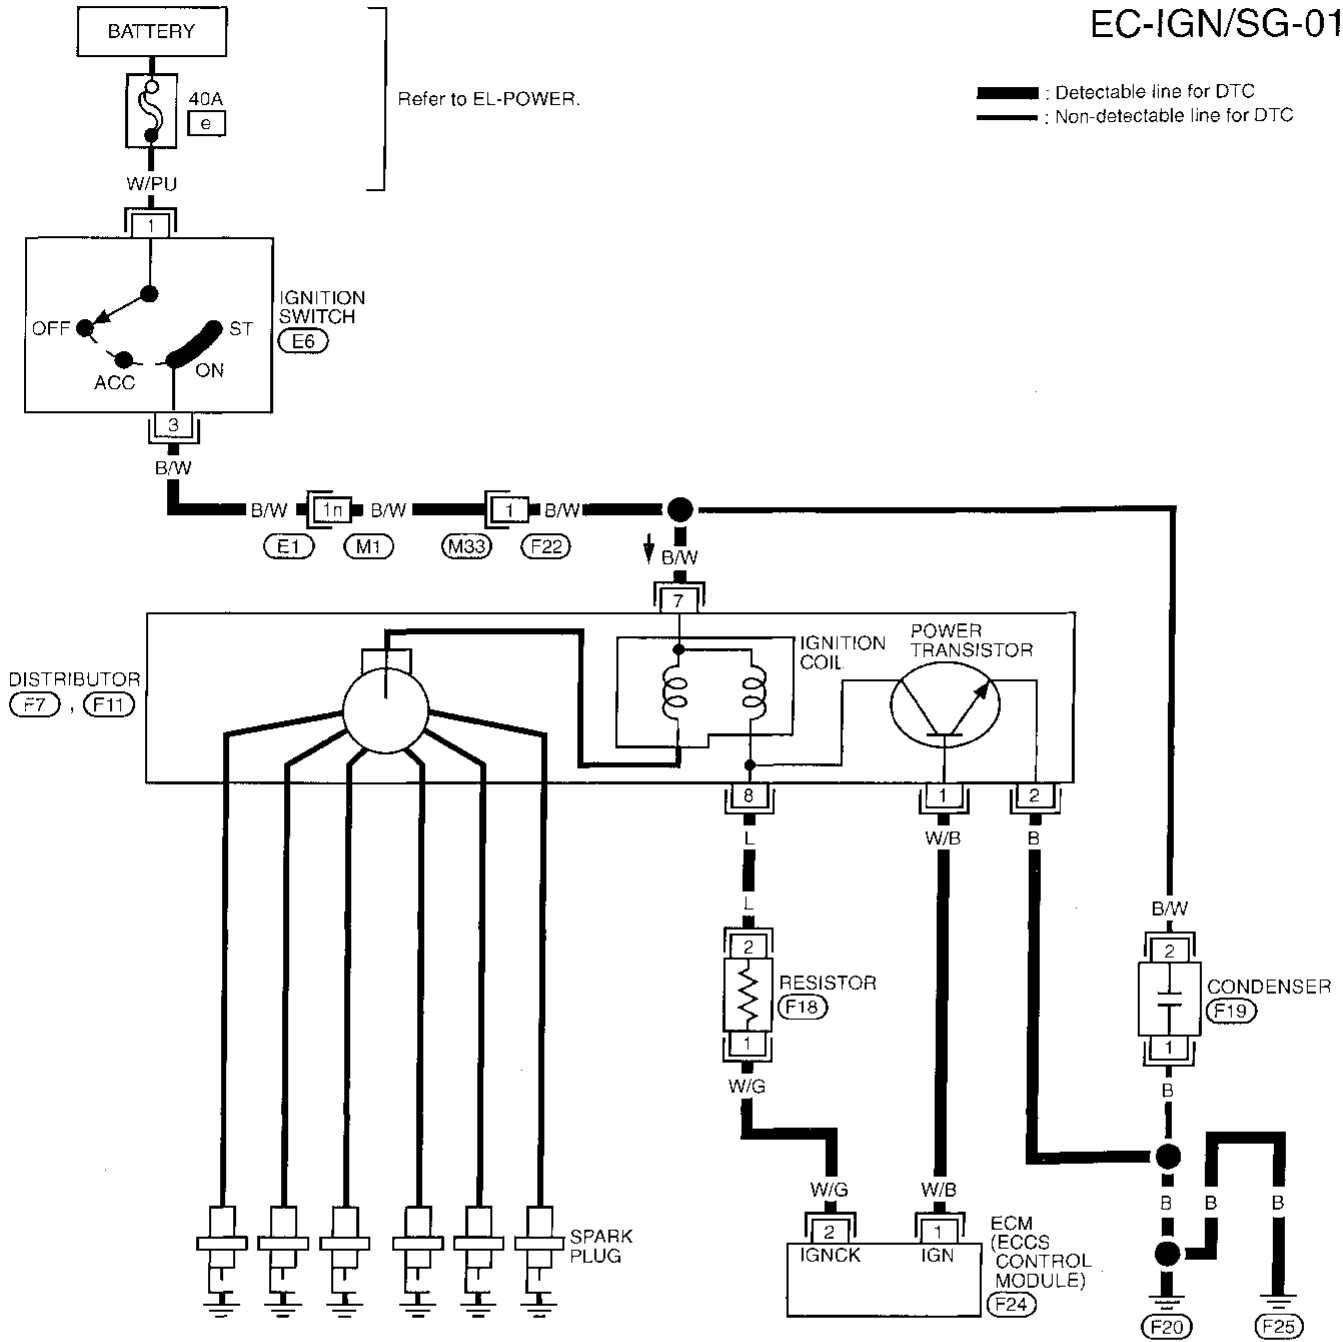 EC-IGN/SG-01
BATTERY
40A
e
Refer to EL-POWER.
: Detectable line for DTC
: Non-detectable line for DTC
W/PU
1
IGNITION
SWITCH
E6
OFF
ST
ACC
ON
3
B/W
B/W
1n
B/W
1
B/W
E1
M1
M33
F22
B/W
7
DISTRIBUTOR
F7 , F11
IGNITION
COIL
POWER
TRANSISTOR
8
1
2
L
W/B
B
L
B/W
2
RESISTOR
F18
1
2
CONDENSER
F19
1
W/G
B
W/G
W/B
B
B
B
2
1
IGNCK
IGN
ECM
(ECCS
CONTROL
MODULE)
F24
SPARK
PLUG
F20
F25